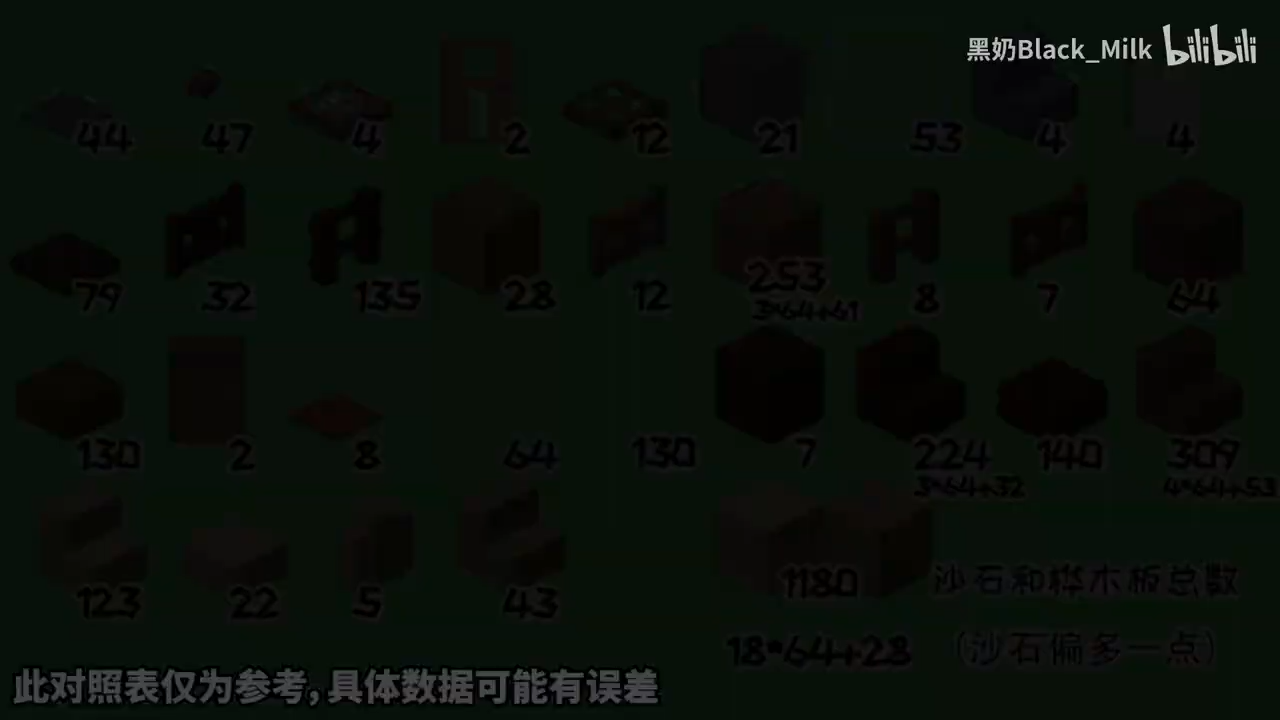 黑奶Black_Milk bilibili
44 47 4 2 12 21 53 4 4
79 32 135 28 12 253 8 7 64
3*64+61
130 2 8 64 130 7 224 140 309
3*64+32 4*64+53
123 22 5 43 1180 沙石和桦木板总数
18*64+28 (沙石偏多一点)
此对照表仅为参考,具体数据可能有误差